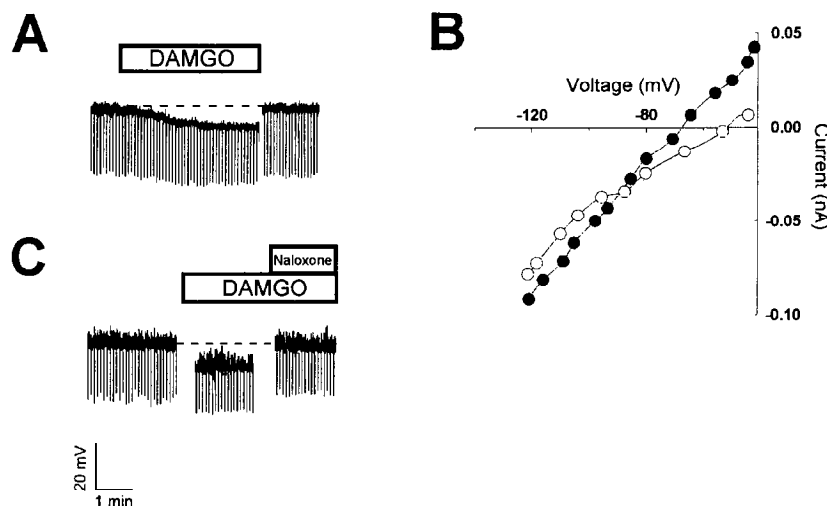 A
DAMGO
B
Voltage (mV)
-120
-80
0.05
0.00
-0.05
-0.10
Current (nA)
C
Naloxone
DAMGO
20 mV
1 min